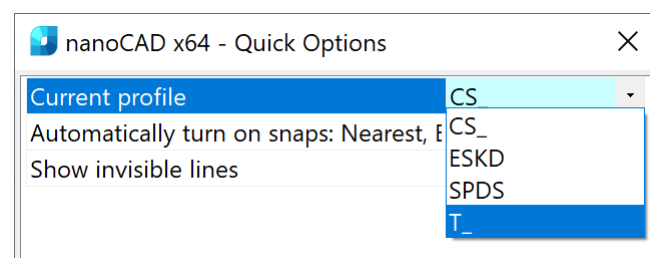 nanoCAD x64 - Quick Options
Current profile CS_
Automatically turn on snaps: Nearest,
CS_
Show invisible lines
ESKD
SPDS
T_